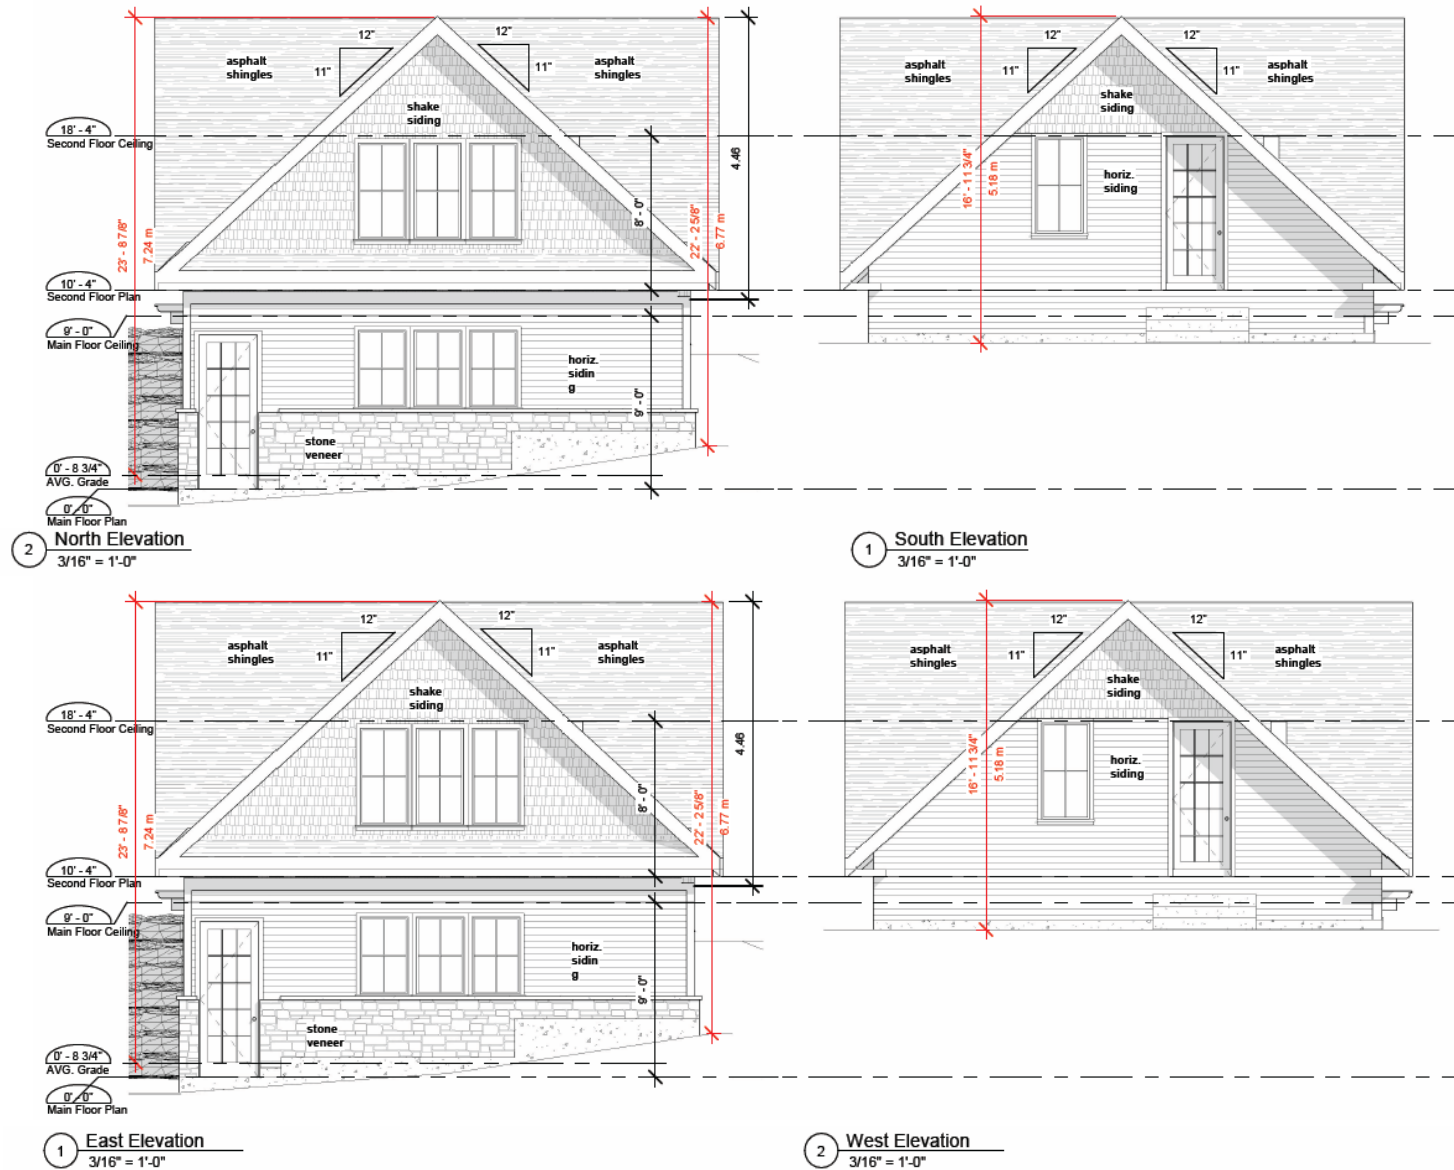 12"
12"
asphalt
shingles
11"
11"
asphalt
shingles
shake
siding
18' - 4"
Second Floor Ceiling
4.46
8' - 0"
23' - 8 7/8"
7.24 m
22' - 2 5/8"
6.77 m
10' - 4"
Second Floor Plan
9' - 0"
Main Floor Ceiling
horiz.
sidin
g
9' - 0"
stone
veneer
0' - 8 3/4"
AVG. Grade
0' - 0"
Main Floor Plan
2
North Elevation
3/16" = 1'-0"
12"
12"
asphalt
shingles
11"
11"
asphalt
shingles
shake
siding
16' - 11 3/4"
5.18 m
horiz.
siding
1
South Elevation
3/16" = 1'-0"
12"
12"
asphalt
shingles
11"
11"
asphalt
shingles
shake
siding
18' - 4"
Second Floor Ceiling
4.46
8' - 0"
23' - 8 7/8"
7.24 m
22' - 2 5/8"
6.77 m
10' - 4"
Second Floor Plan
9' - 0"
Main Floor Ceiling
horiz.
sidin
g
9' - 0"
stone
veneer
0' - 8 3/4"
AVG. Grade
0' - 0"
Main Floor Plan
1
East Elevation
3/16" = 1'-0"
12"
12"
asphalt
shingles
11"
11"
asphalt
shingles
shake
siding
16' - 11 3/4"
5.18 m
horiz.
siding
2
West Elevation
3/16" = 1'-0"